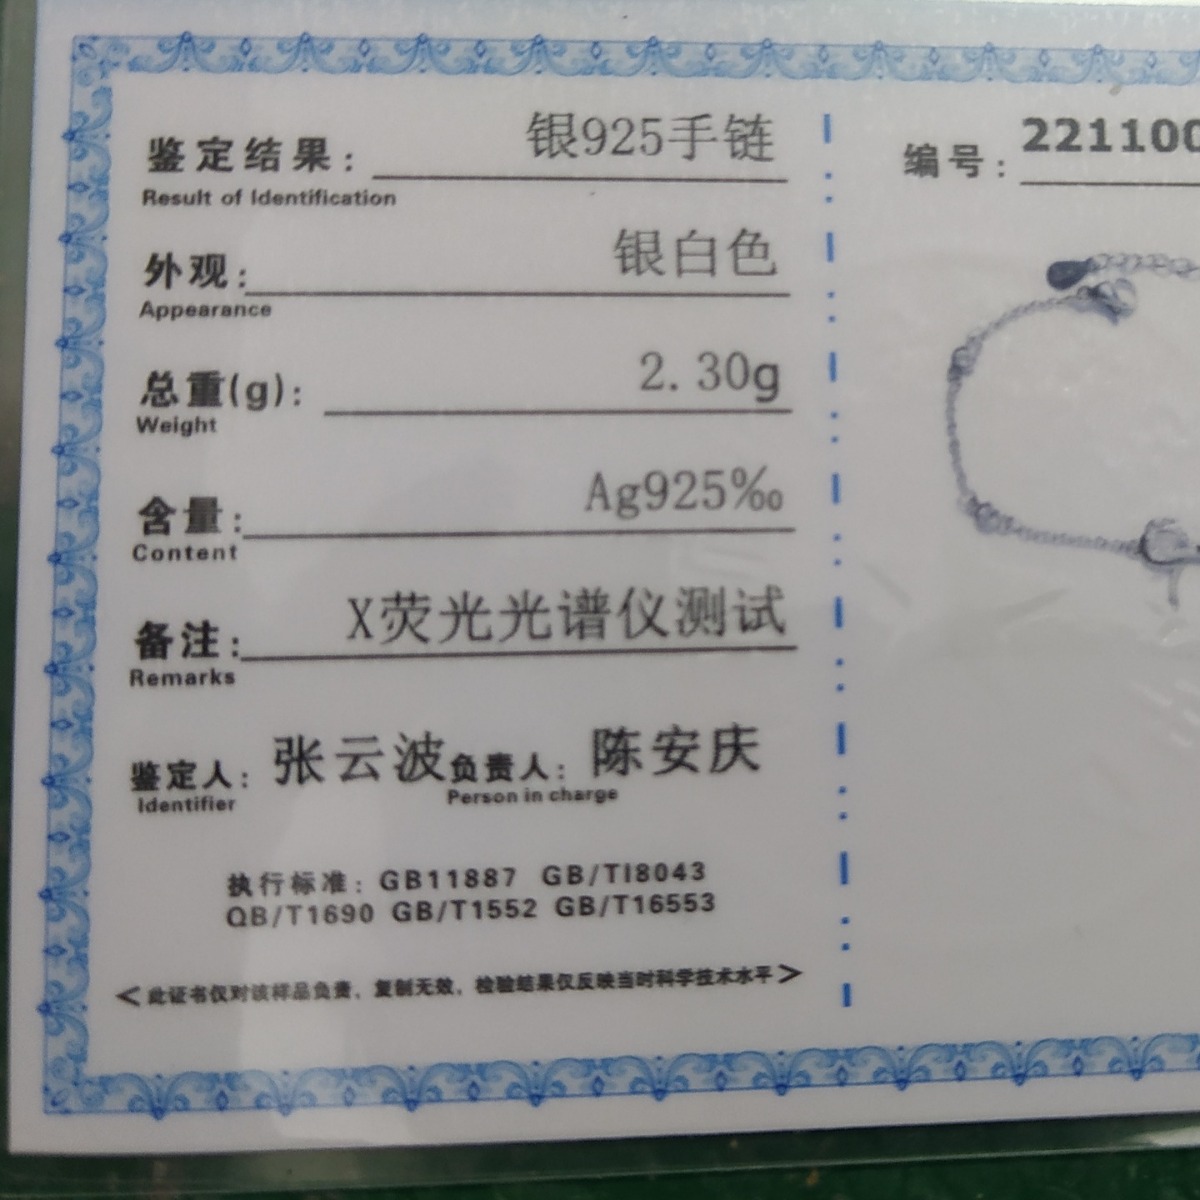 鉴定结果: 银925手链
Result of Identification
外观: 银白色
Appearance
总重(g): 2.30g
Weight
含量: Ag925‰
Content
备注: X荧光光谱仪测试
Remarks
鉴定人: 张云波 负责人: 陈安庆
Identifier Person in charge
执行标准: GB11887 GB/TI8043
QB/T1690 GB/T1552 GB/T16553
<此证书仅对该样品负责、复制无效、检验结果仅反映当时科学技术水平>
编号: 221100